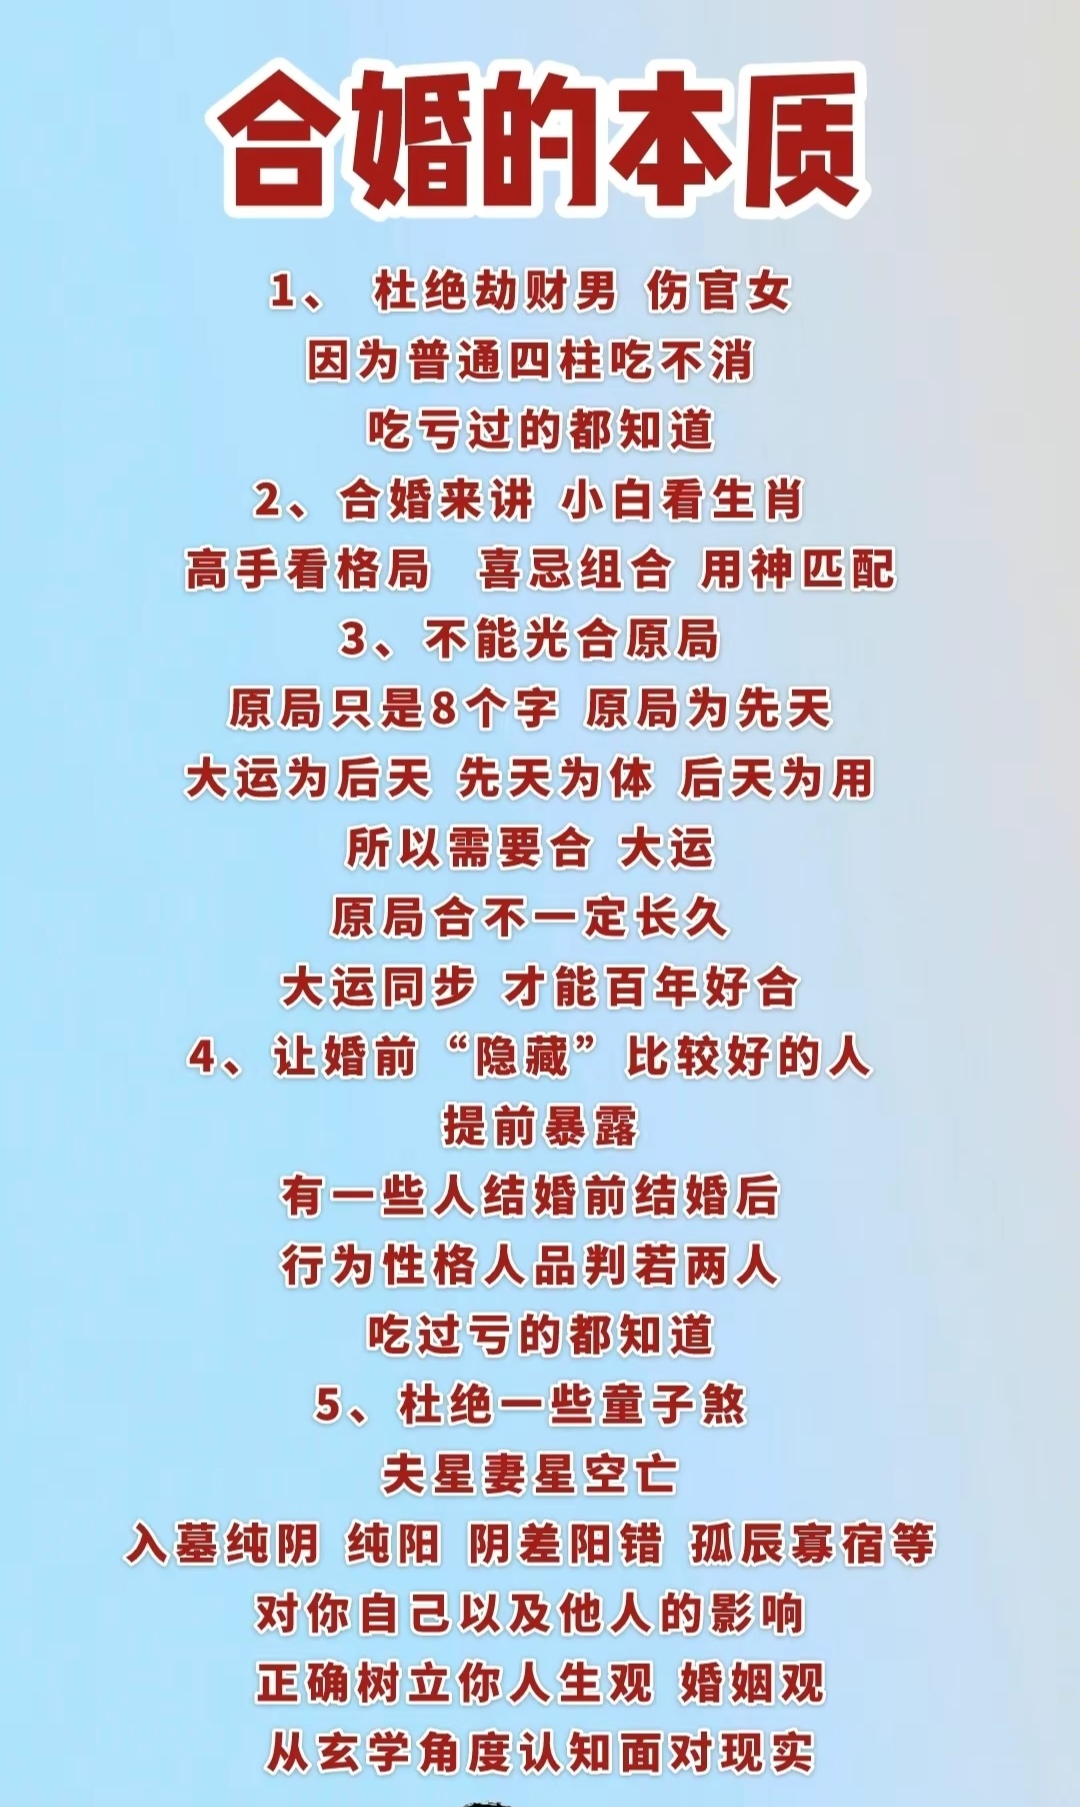 合婚的本质
1、 杜绝劫财男 伤官女
因为普通四柱吃不消
吃亏过的都知道
2、合婚来讲 小白看生肖
高手看格局 喜忌组合 用神匹配
3、不能光合原局
原局只是8个字 原局为先天
大运为后天 先天为体 后天为用
所以需要合 大运
原局合不一定长久
大运同步 才能百年好合
4、让婚前“隐藏”比较好的人
提前暴露
有一些人结婚前结婚后
行为性格人品判若两人
吃过亏的都知道
5、杜绝一些童子煞
夫星妻星空亡
入墓纯阴 纯阳 阴差阳错 孤辰寡宿等
对你自己以及他人的影响
正确树立你人生观 婚姻观
从玄学角度认知面对现实